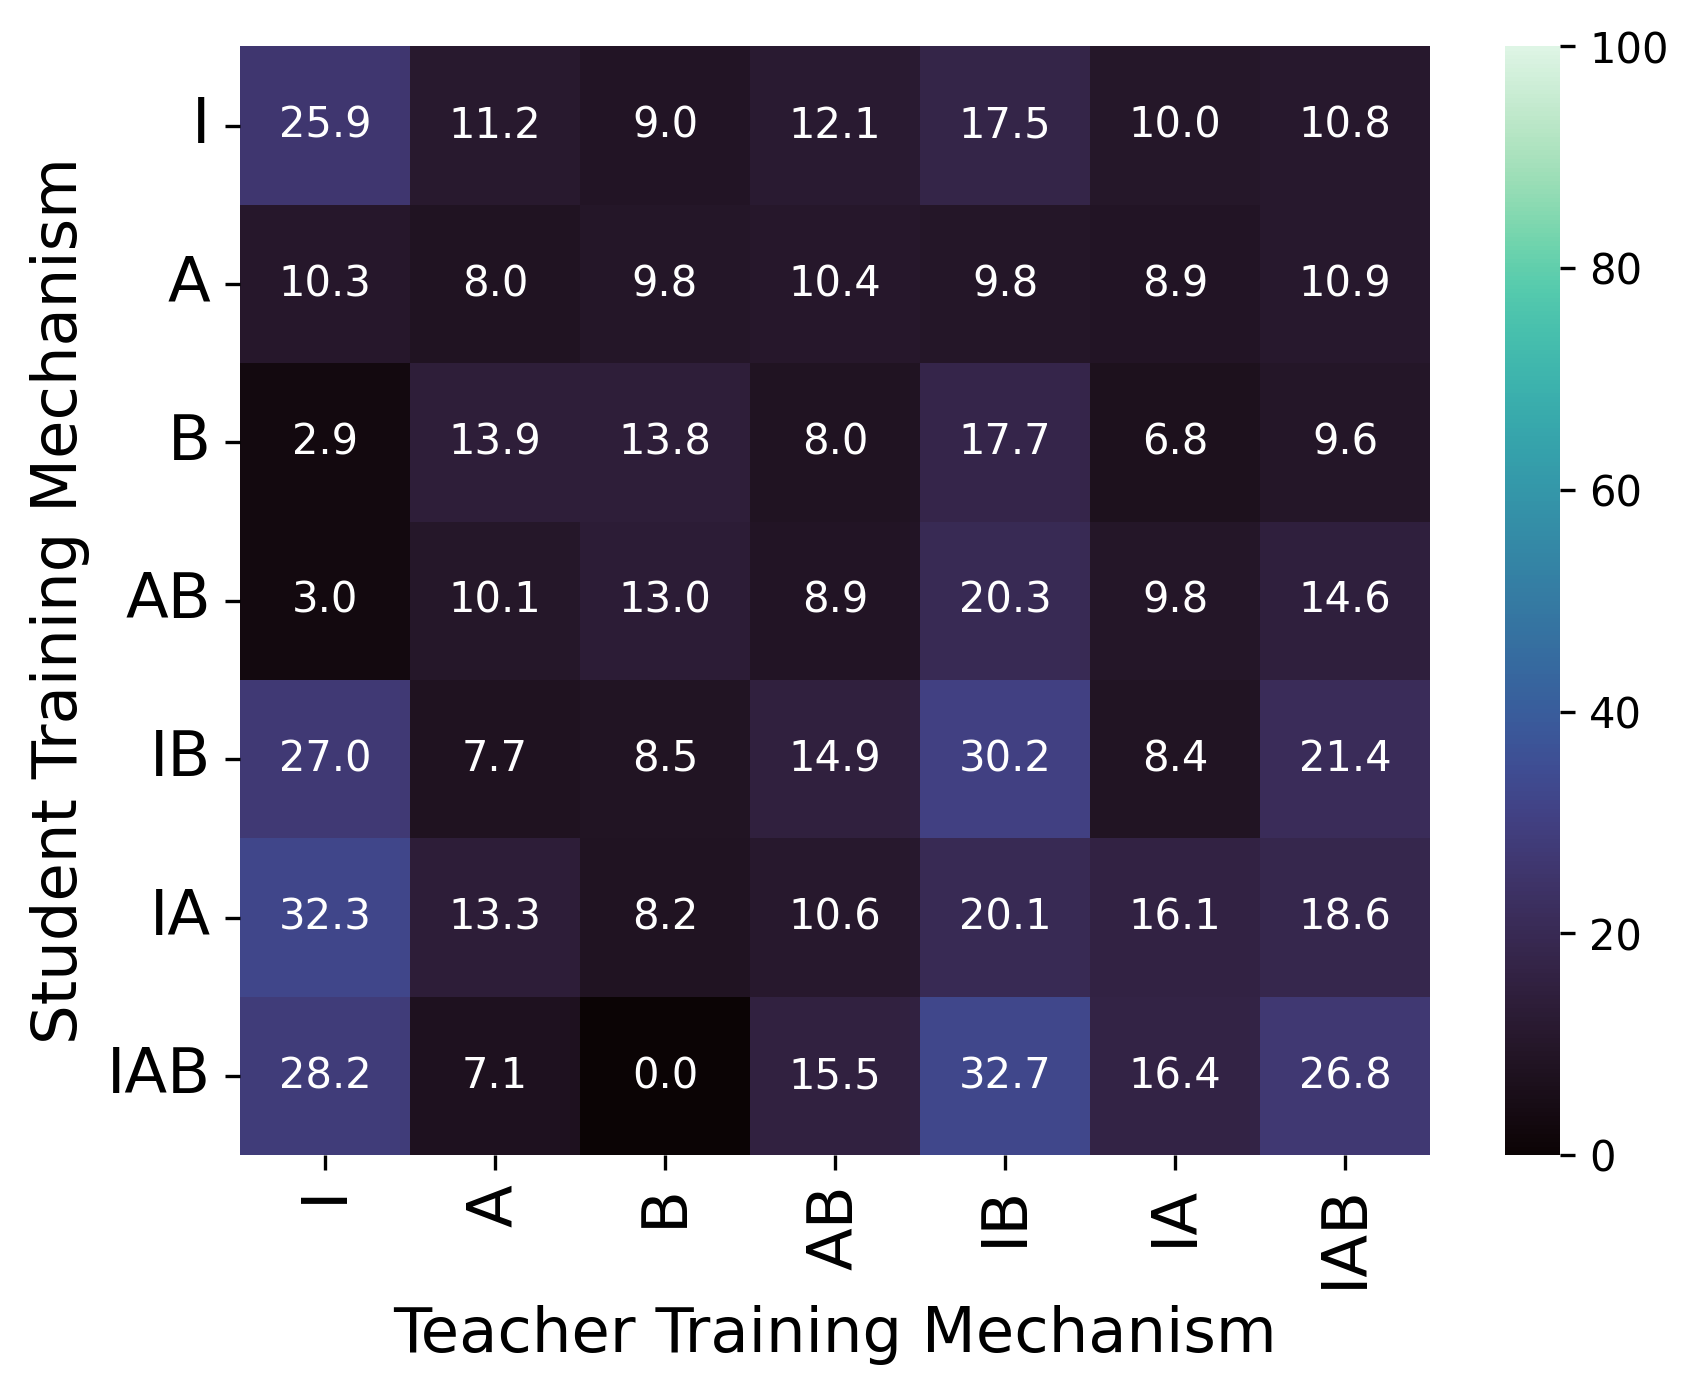 Student Training Mechanism
I 25.9 11.2 9.0 12.1 17.5 10.0 10.8
A 10.3 8.0 9.8 10.4 9.8 8.9 10.9
B 2.9 13.9 13.8 8.0 17.7 6.8 9.6
AB 3.0 10.1 13.0 8.9 20.3 9.8 14.6
IB 27.0 7.7 8.5 14.9 30.2 8.4 21.4
IA 32.3 13.3 8.2 10.6 20.1 16.1 18.6
IAB 28.2 7.1 0.0 15.5 32.7 16.4 26.8
I A B AB IB IA IAB
Teacher Training Mechanism
100
80
60
40
20
0